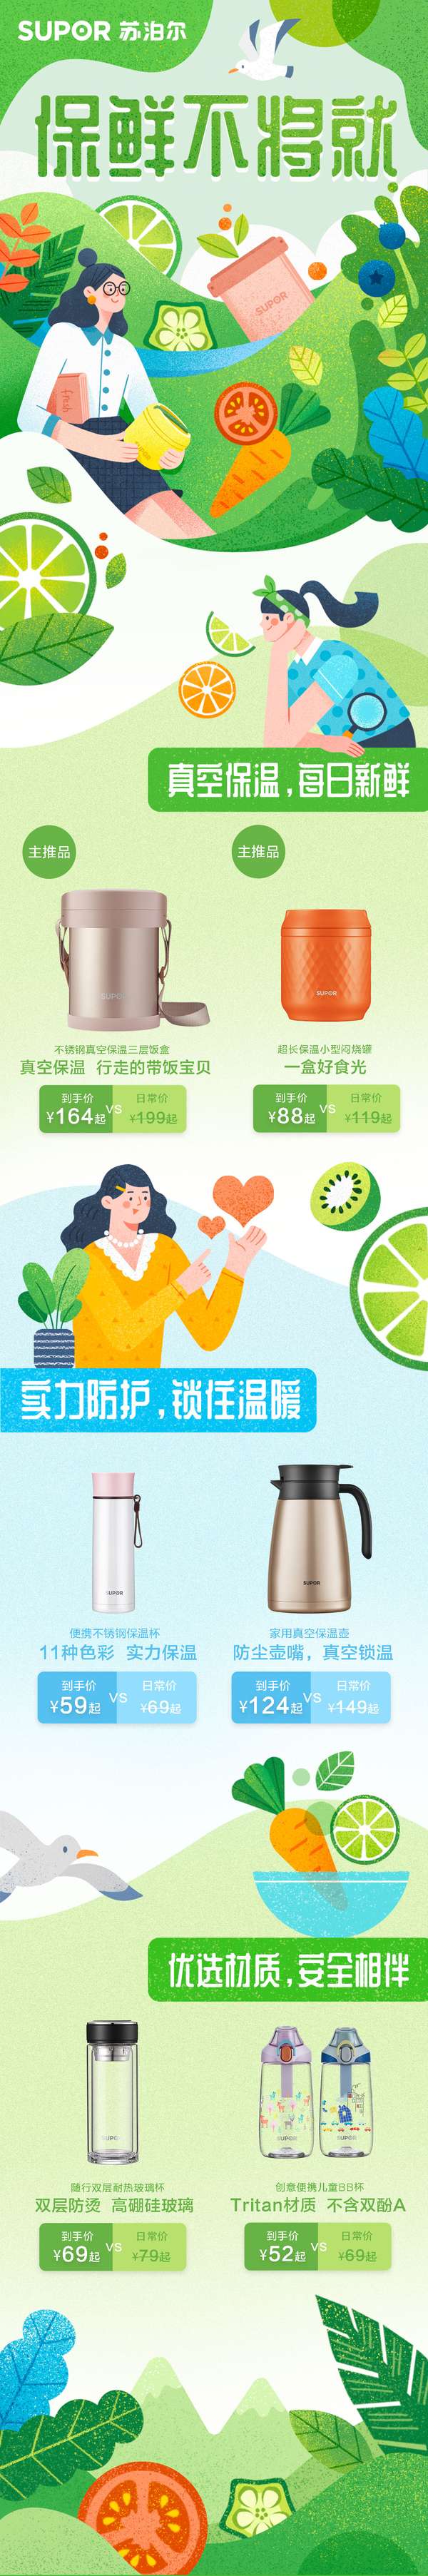 SUPOR 苏泊尔
保鲜不将就
SUPOR
fresh
真空保温,每日新鲜
主推品
主推品
SUPOR
SUPOR
不锈钢真空保温三层饭盒
真空保温 行走的带饭宝贝
到手价
¥164起
VS
日常价
¥199起
超长保温小型闷烧罐
一盒好食光
到手价
¥88起
VS
日常价
¥119起
实力防护,锁住温暖
SUPOR
SUPOR
便携不锈钢保温杯
11种色彩 实力保温
到手价
¥59起
VS
日常价
¥69起
家用真空保温壶
防尘壶嘴，真空锁温
到手价
¥124起
VS
日常价
¥149起
优选材质,安全相伴
SUPOR
SUPOR
SUPOR
随行双层耐热玻璃杯
双层防烫 高硼硅玻璃
到手价
¥69起
VS
日常价
¥79起
创意便携儿童BB杯
Tritan材质 不含双酚A
到手价
¥52起
VS
日常价
¥69起